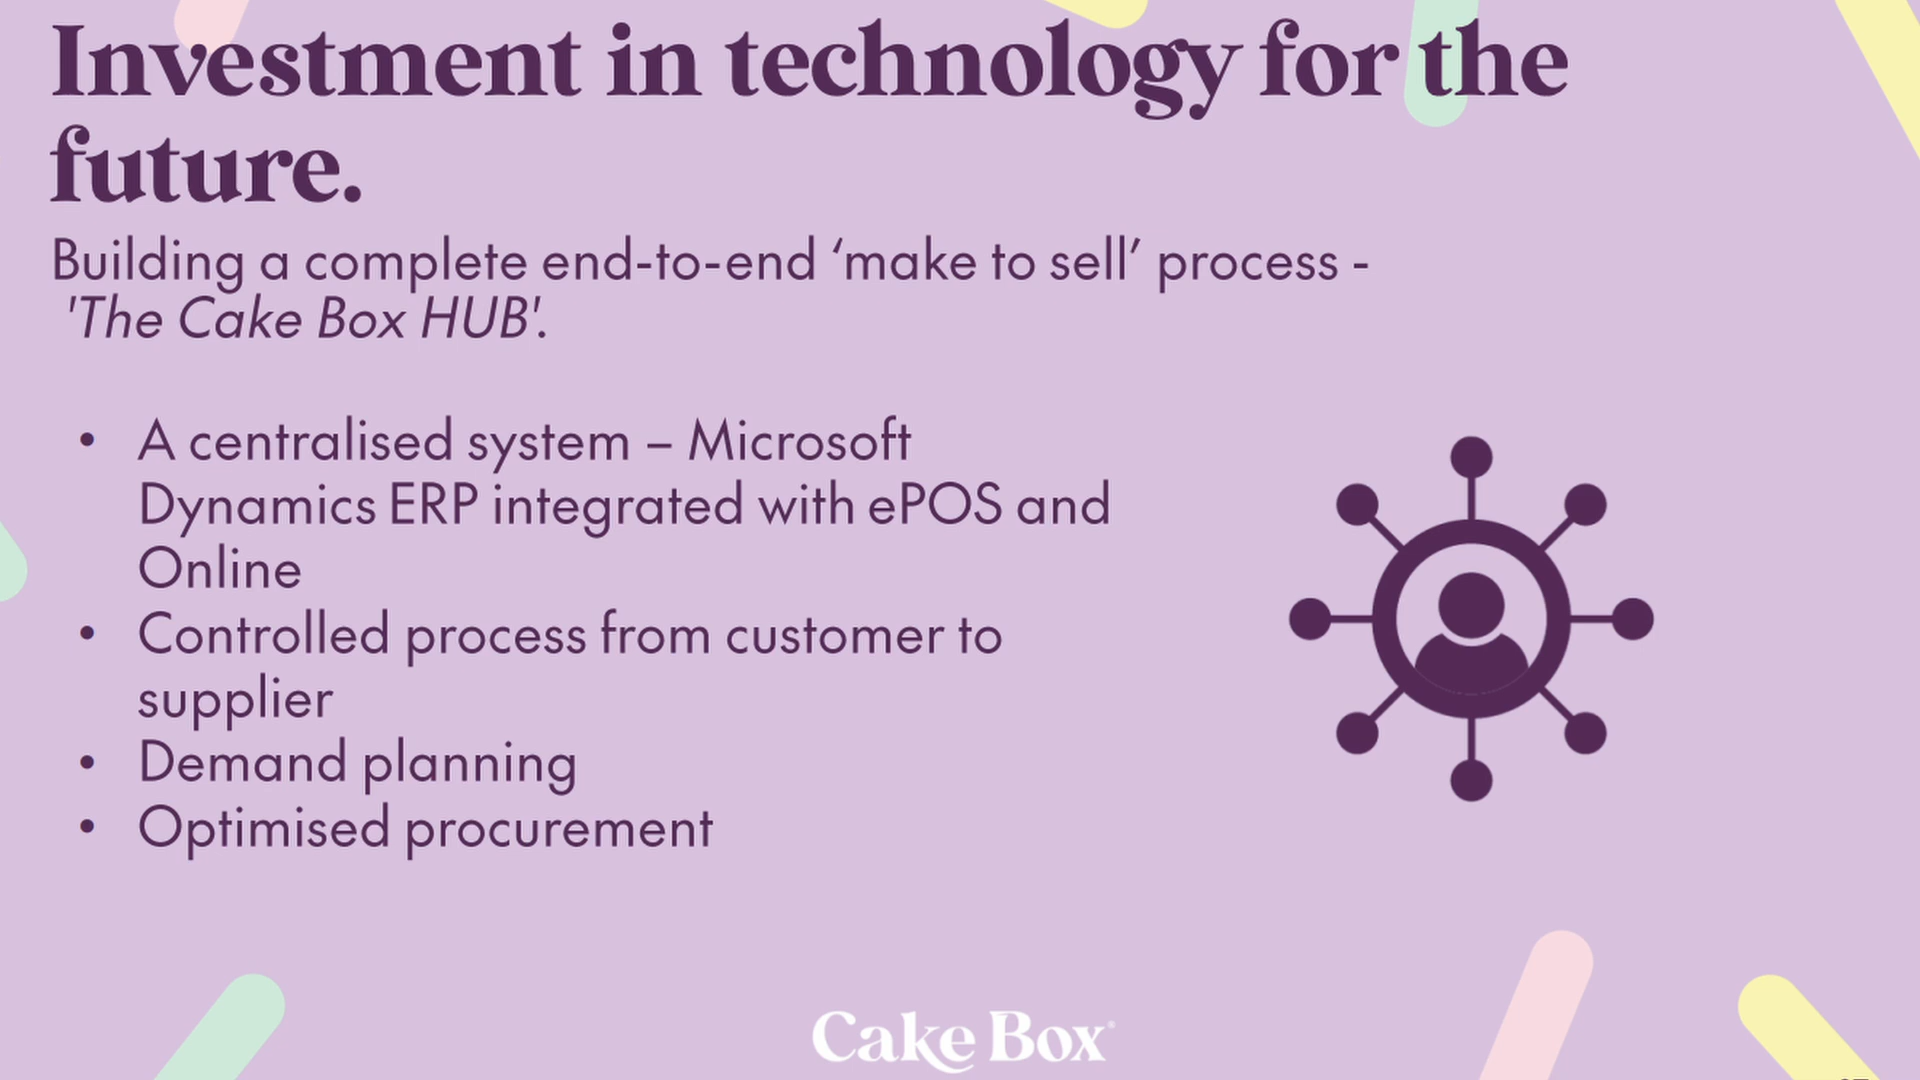 Investment in technology for the
future.
Building a complete end-to-end ‘make to sell’ process -
'The Cake Box HUB'.
• A centralised system – Microsoft
Dynamics ERP integrated with ePOS and
Online
• Controlled process from customer to
supplier
• Demand planning
• Optimised procurement
Cake Box